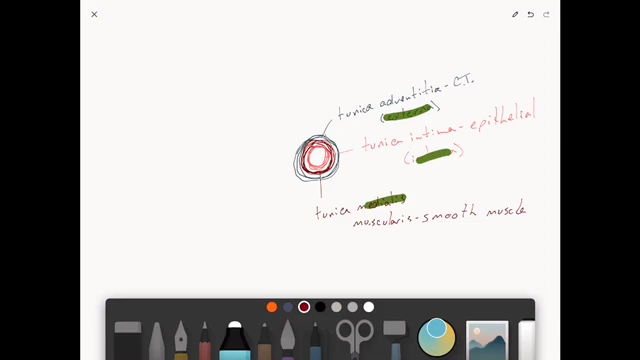 tunica adventitia - C.T.
tunica intima - epithelial
tunica
muscularis - smooth muscle